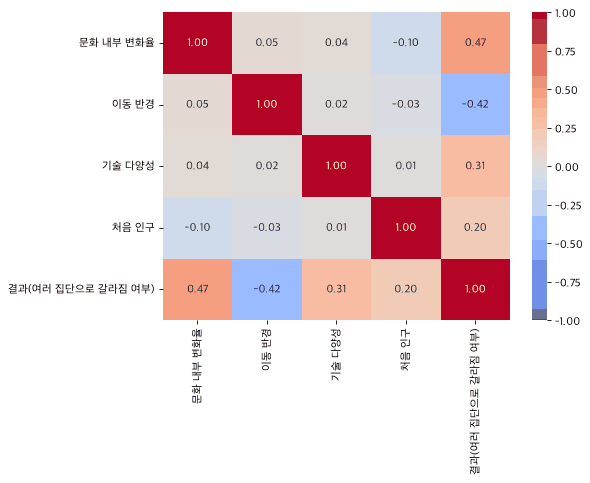 문화 내부 변화율 1.00 0.05 0.04 -0.10 0.47
이동 반경 0.05 1.00 0.02 -0.03 -0.42
기술 다양성 0.04 0.02 1.00 0.01 0.31
처음 인구 -0.10 -0.03 0.01 1.00 0.20
결과(여러 집단으로 갈라짐 여부) 0.47 -0.42 0.31 0.20 1.00
문화 내부 변화율
이동 반경
기술 다양성
처음 인구
결과(여러 집단으로 갈라짐 여부)
1.00
0.75
0.50
0.25
0.00
-0.25
-0.50
-0.75
-1.00